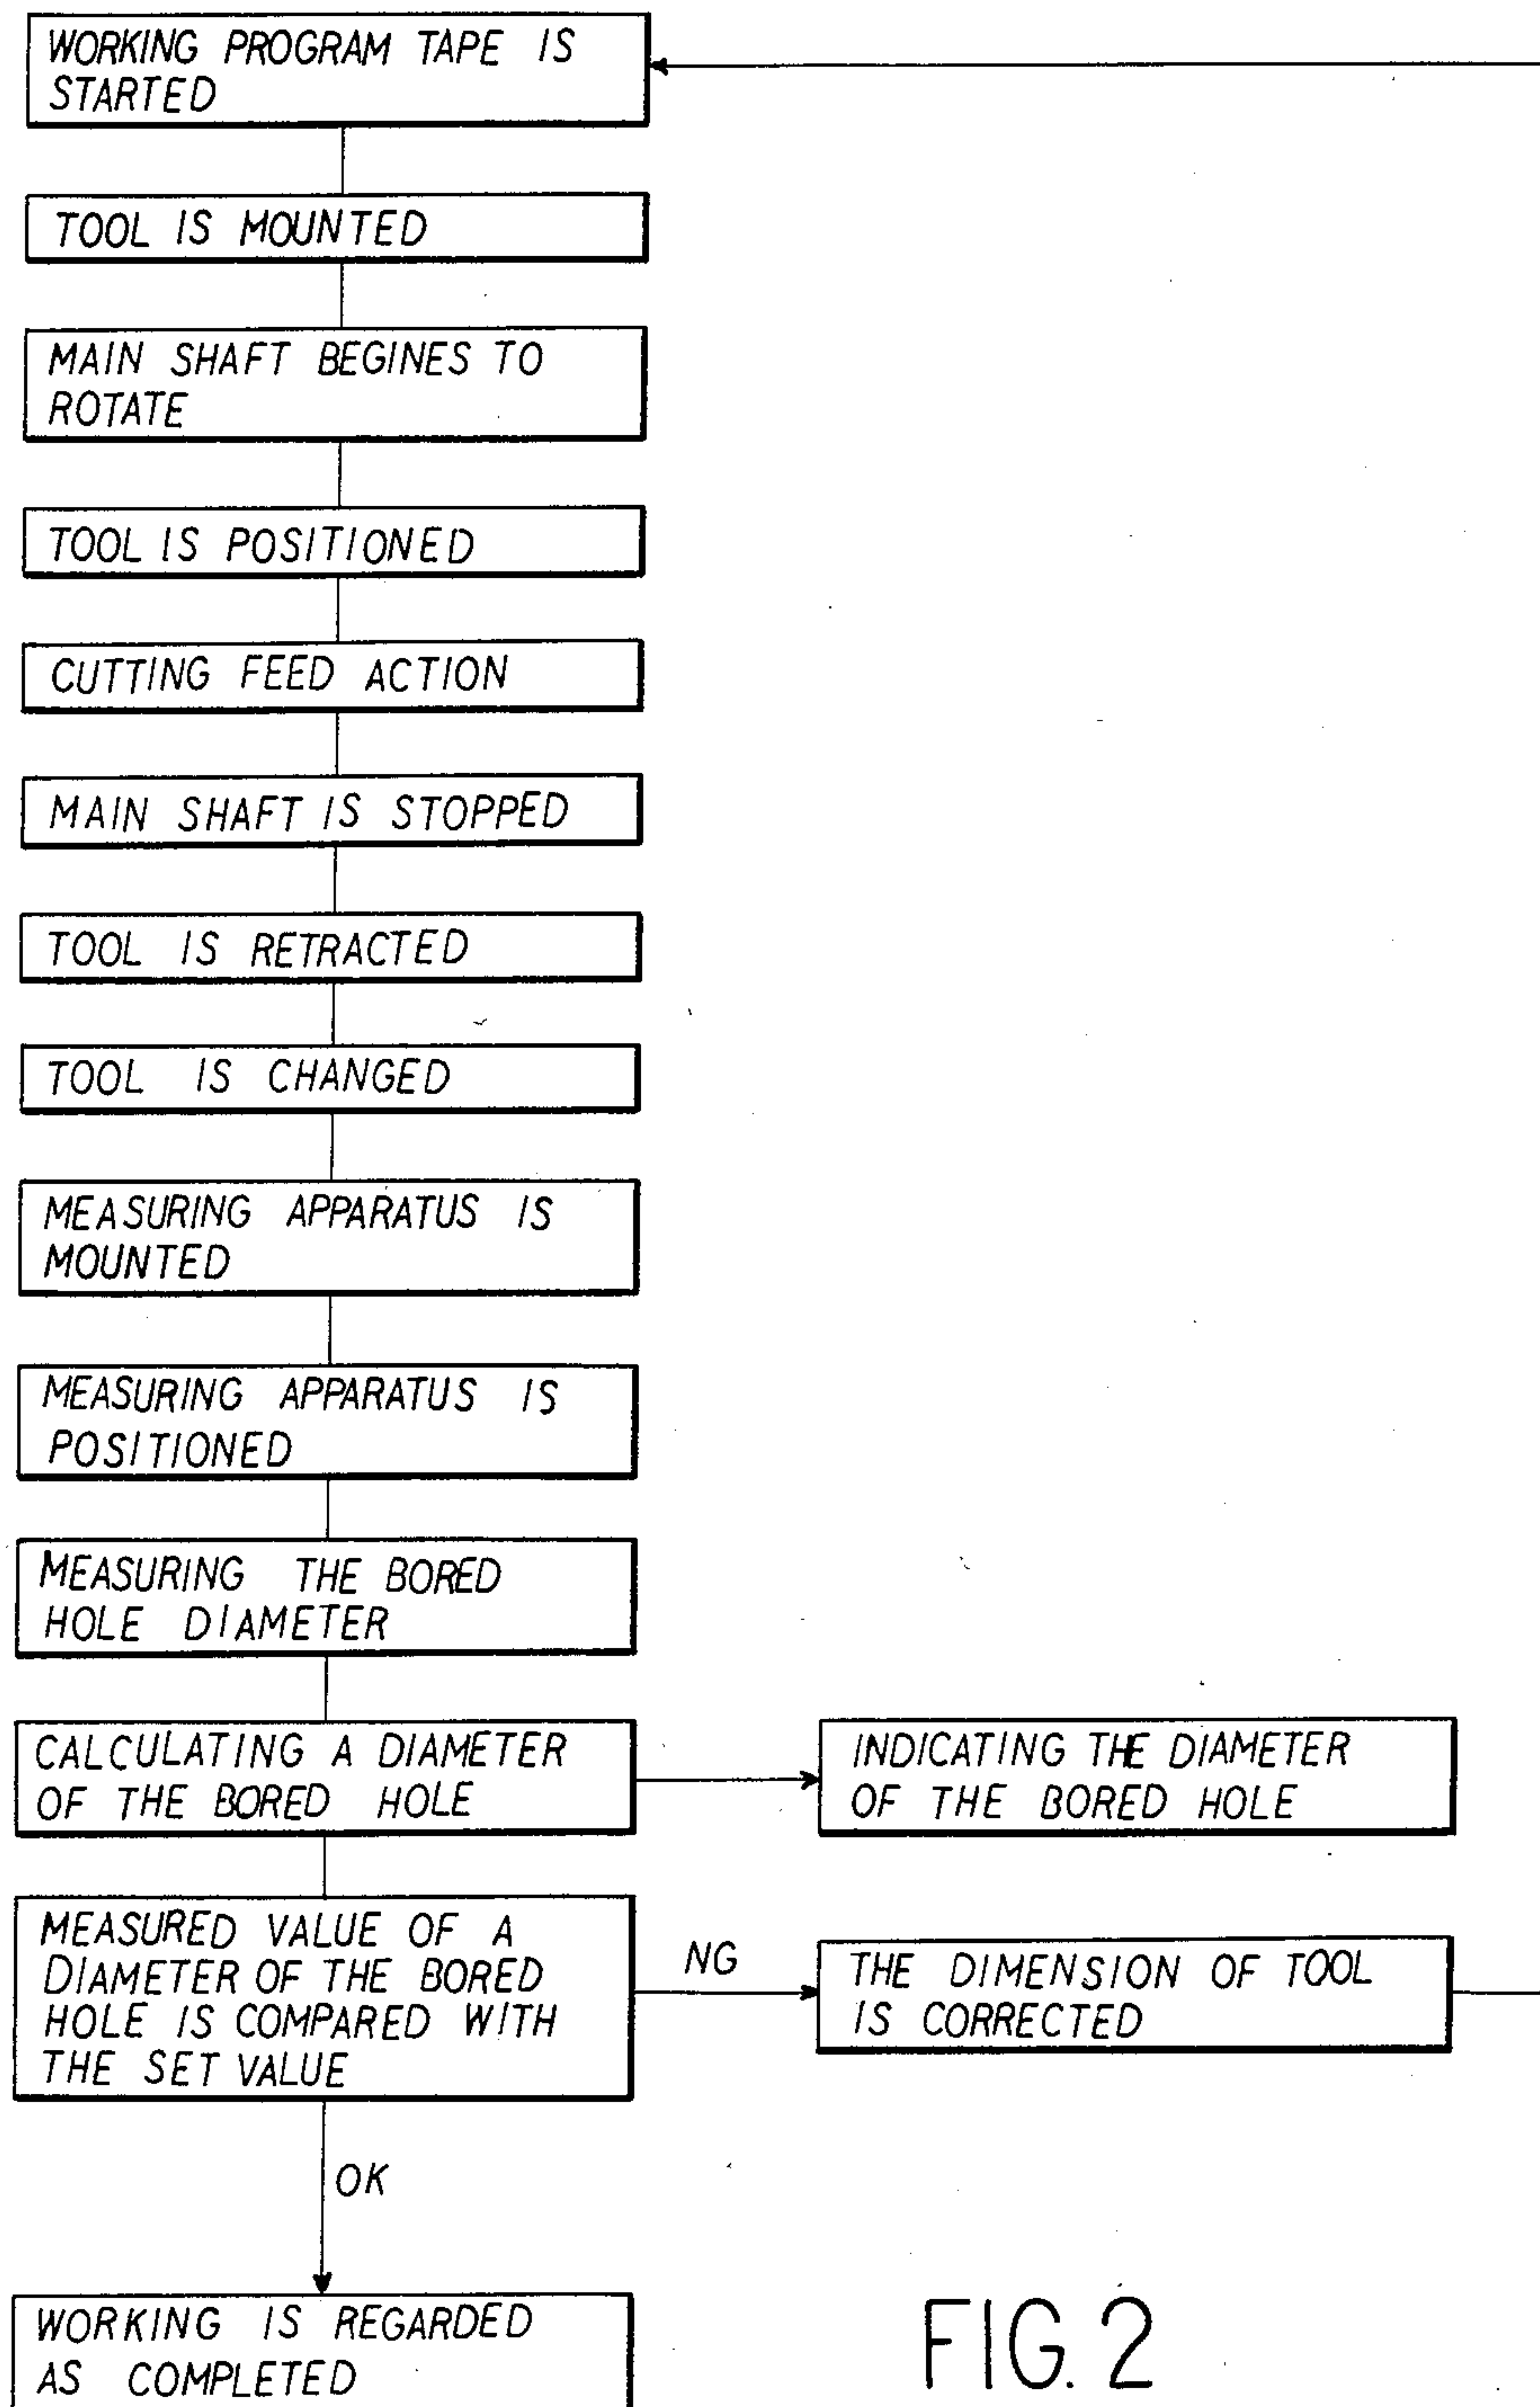 WORKING PROGRAM TAPE IS
STARTED
TOOL IS MOUNTED
MAIN SHAFT BEGINES TO
ROTATE
TOOL IS POSITIONED
CUTTING FEED ACTION
MAIN SHAFT IS STOPPED
TOOL IS RETRACTED
TOOL IS CHANGED
MEASURING APPARATUS IS
MOUNTED
MEASURING APPARATUS IS
POSITIONED
MEASURING THE BORED
HOLE DIAMETER
CALCULATING A DIAMETER
OF THE BORED HOLE
INDICATING THE DIAMETER
OF THE BORED HOLE
MEASURED VALUE OF A
DIAMETER OF THE BORED
HOLE IS COMPARED WITH
THE SET VALUE
NG
THE DIMENSION OF TOOL
IS CORRECTED
OK
WORKING IS REGARDED
AS COMPLETED
FIG. 2